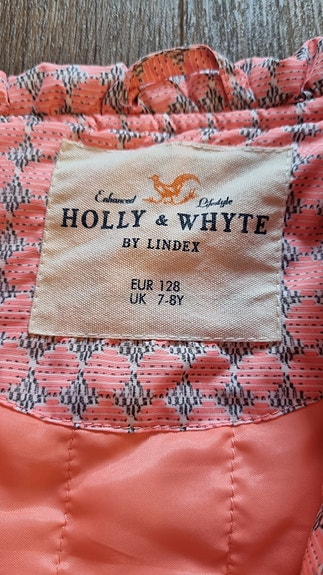 Enhanced Lifestyle
HOLLY & WHYTE
BY LINDEX
EUR 128
UK 7-8Y